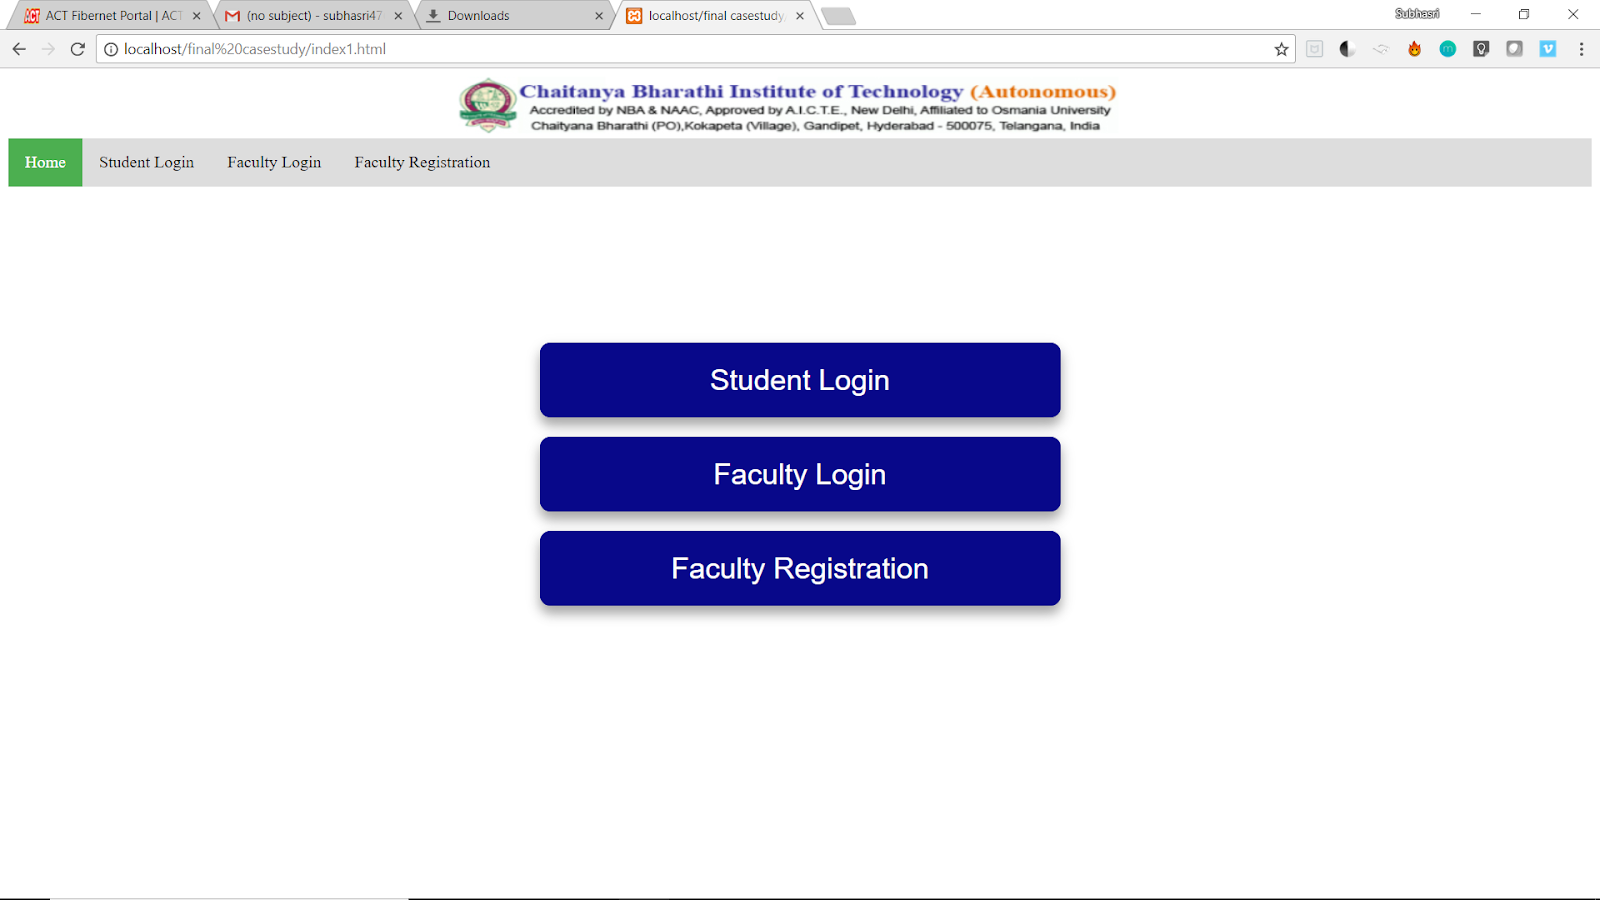 ACT Fibernet Portal | ACT
(no subject) - subhasri47
Downloads
localhost/final casestudy/
Subhasri
localhost/final%20casestudy/index1.html
Chaitanya Bharathi Institute of Technology (Autonomous)
Accredited by NBA & NAAC, Approved by A.I.C.T.E., New Delhi, Affiliated to Osmania University
Chaityana Bharathi (PO),Kokapeta (Village), Gandipet, Hyderabad - 500075, Telangana, India
Home Student Login Faculty Login Faculty Registration
Student Login
Faculty Login
Faculty Registration